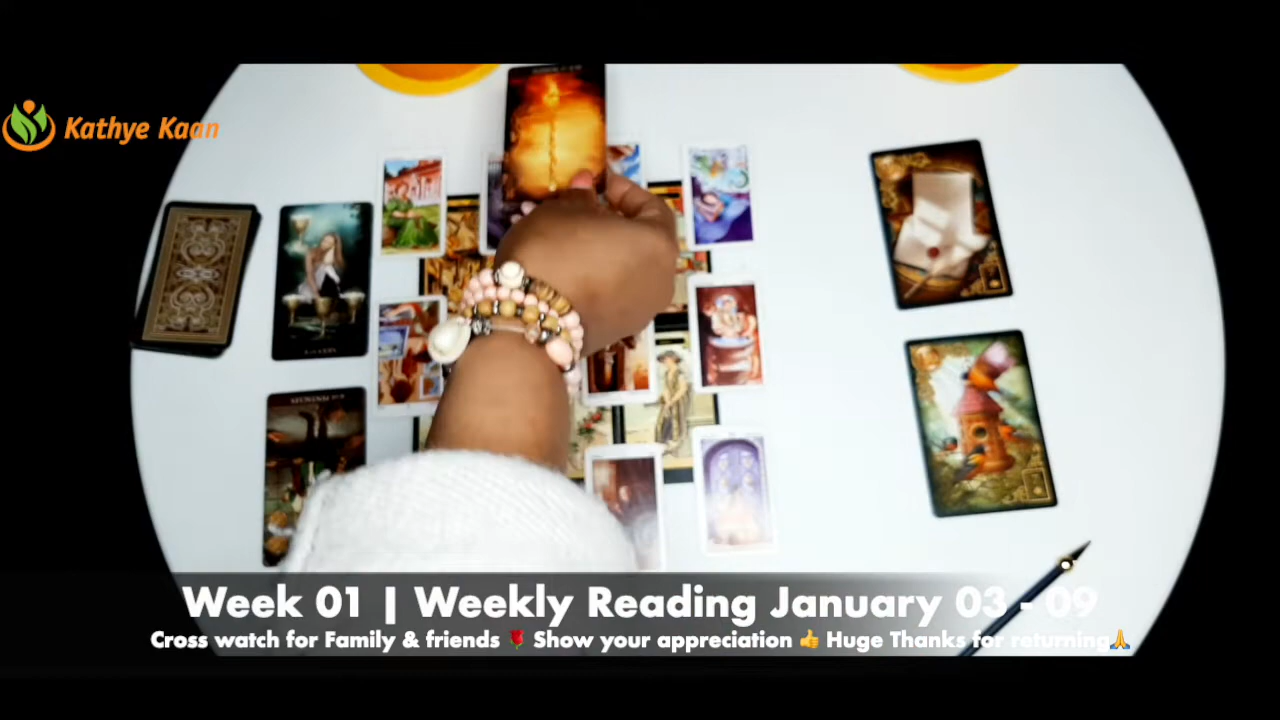 Kathye Kaan
Week 01 | Weekly Reading January 03 - 09
Cross watch for Family & friends 🌹 Show your appreciation 👍 Huge Thanks for returning🙏